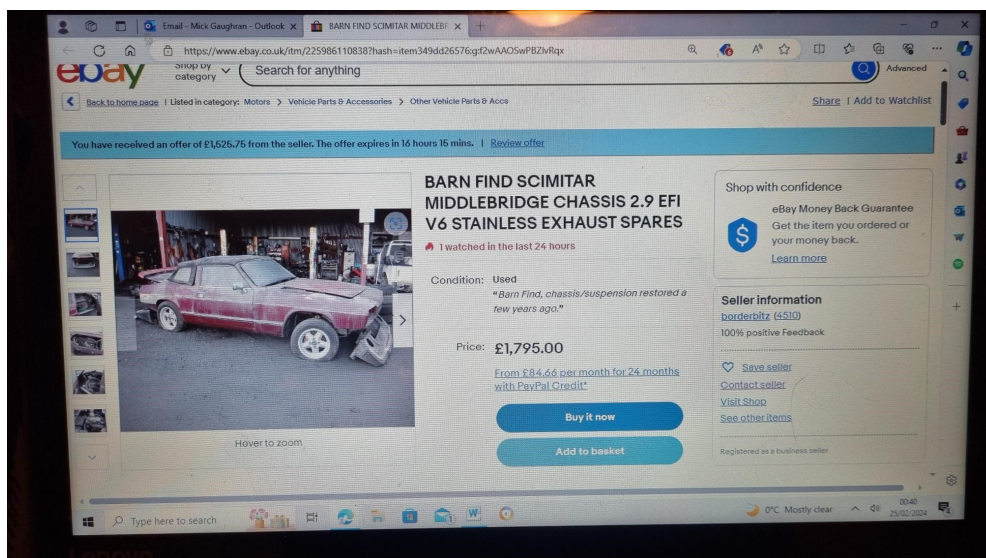 Email - Mick Gaughran - Outlook
BARN FIND SCIMITAR MIDDLEBF
https://www.ebay.co.uk/itm/225986110838?hash=item349dd26576:g:f2wAAOSwPBZlvRqx
ebay
Shop by category
Search for anything
Advanced
Back to home page | Listed in category: Motors > Vehicle Parts & Accessories > Other Vehicle Parts & Accs
Share | Add to Watchlist
You have received an offer of £1,525.75 from the seller. The offer expires in 16 hours 15 mins. | Review offer
BARN FIND SCIMITAR
MIDDLEBRIDGE CHASSIS 2.9 EFI
V6 STAINLESS EXHAUST SPARES
1 watched in the last 24 hours
Condition: Used
"Barn Find, chassis/suspension restored a
few years ago."
Price: £1,795.00
From £84.66 per month for 24 months
with PayPal Credit*
Buy it now
Add to basket
Hover to zoom
Shop with confidence
eBay Money Back Guarantee
Get the item you ordered or
your money back.
Learn more
Seller information
borderbitz (4510)
100% positive Feedback
Save seller
Contact seller
Visit Shop
See other items
Registered as a business seller
Type here to search
0°C Mostly clear
00:40
25/02/2024
Lenovo